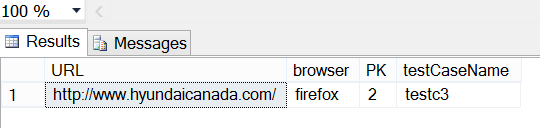 100 %
Results Messages
URL browser PK testCaseName
1 http://www.hyundaicanada.com/ firefox 2 testc3